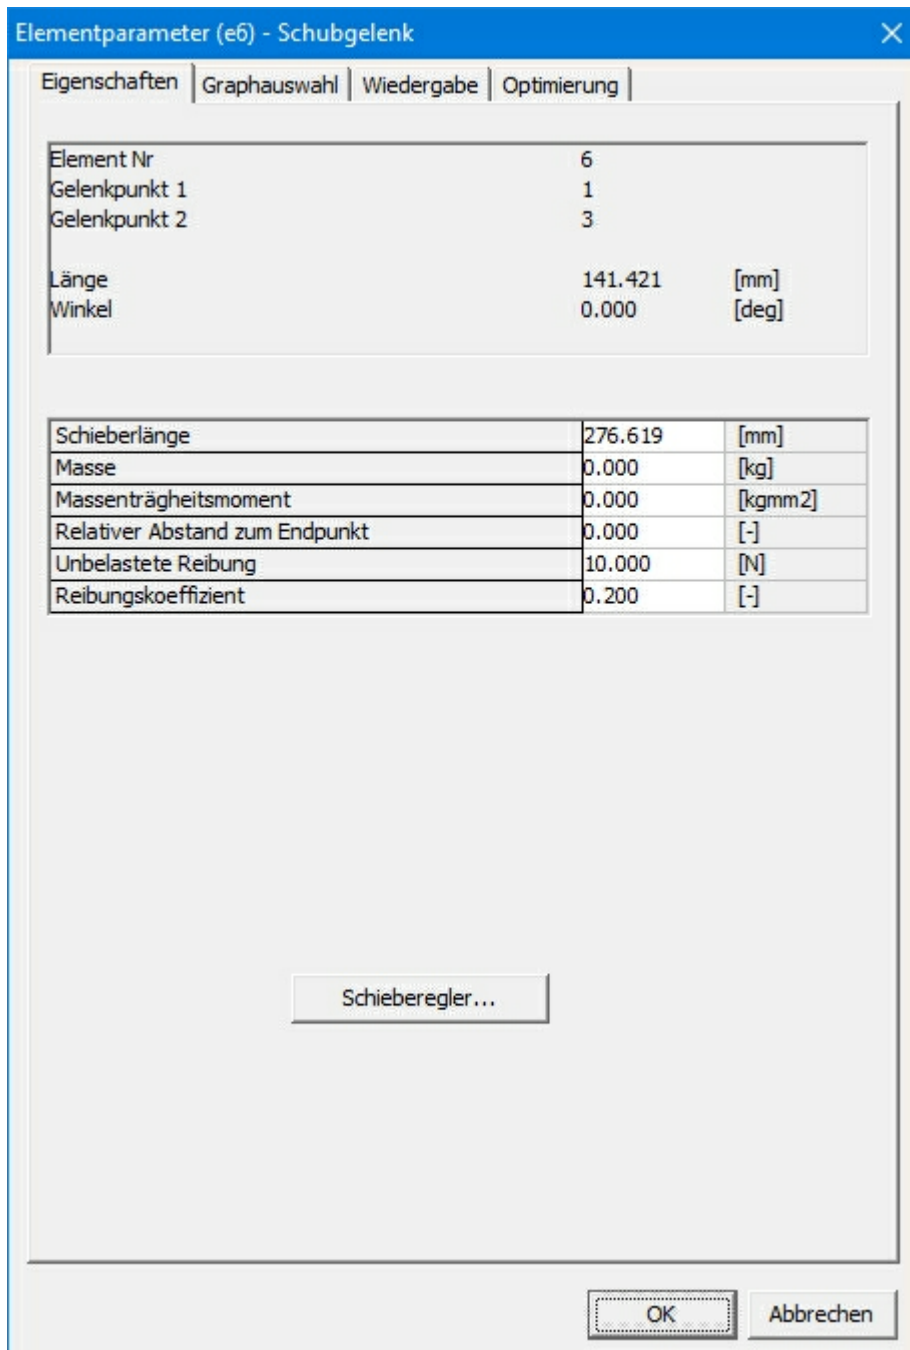 Elementparameter (e6) - Schubgelenk
Eigenschaften Graphauswahl Wiedergabe Optimierung
Element Nr 6
Gelenkpunkt 1 1
Gelenkpunkt 2 3
Länge 141.421 [mm]
Winkel 0.000 [deg]
Schieberlänge 276.619 [mm]
Masse 0.000 [kg]
Massenträgheitsmoment 0.000 [kgmm2]
Relativer Abstand zum Endpunkt 0.000 [-]
Unbelastete Reibung 10.000 [N]
Reibungskoeffizient 0.200 [-]
Schieberegler...
OK Abbrechen